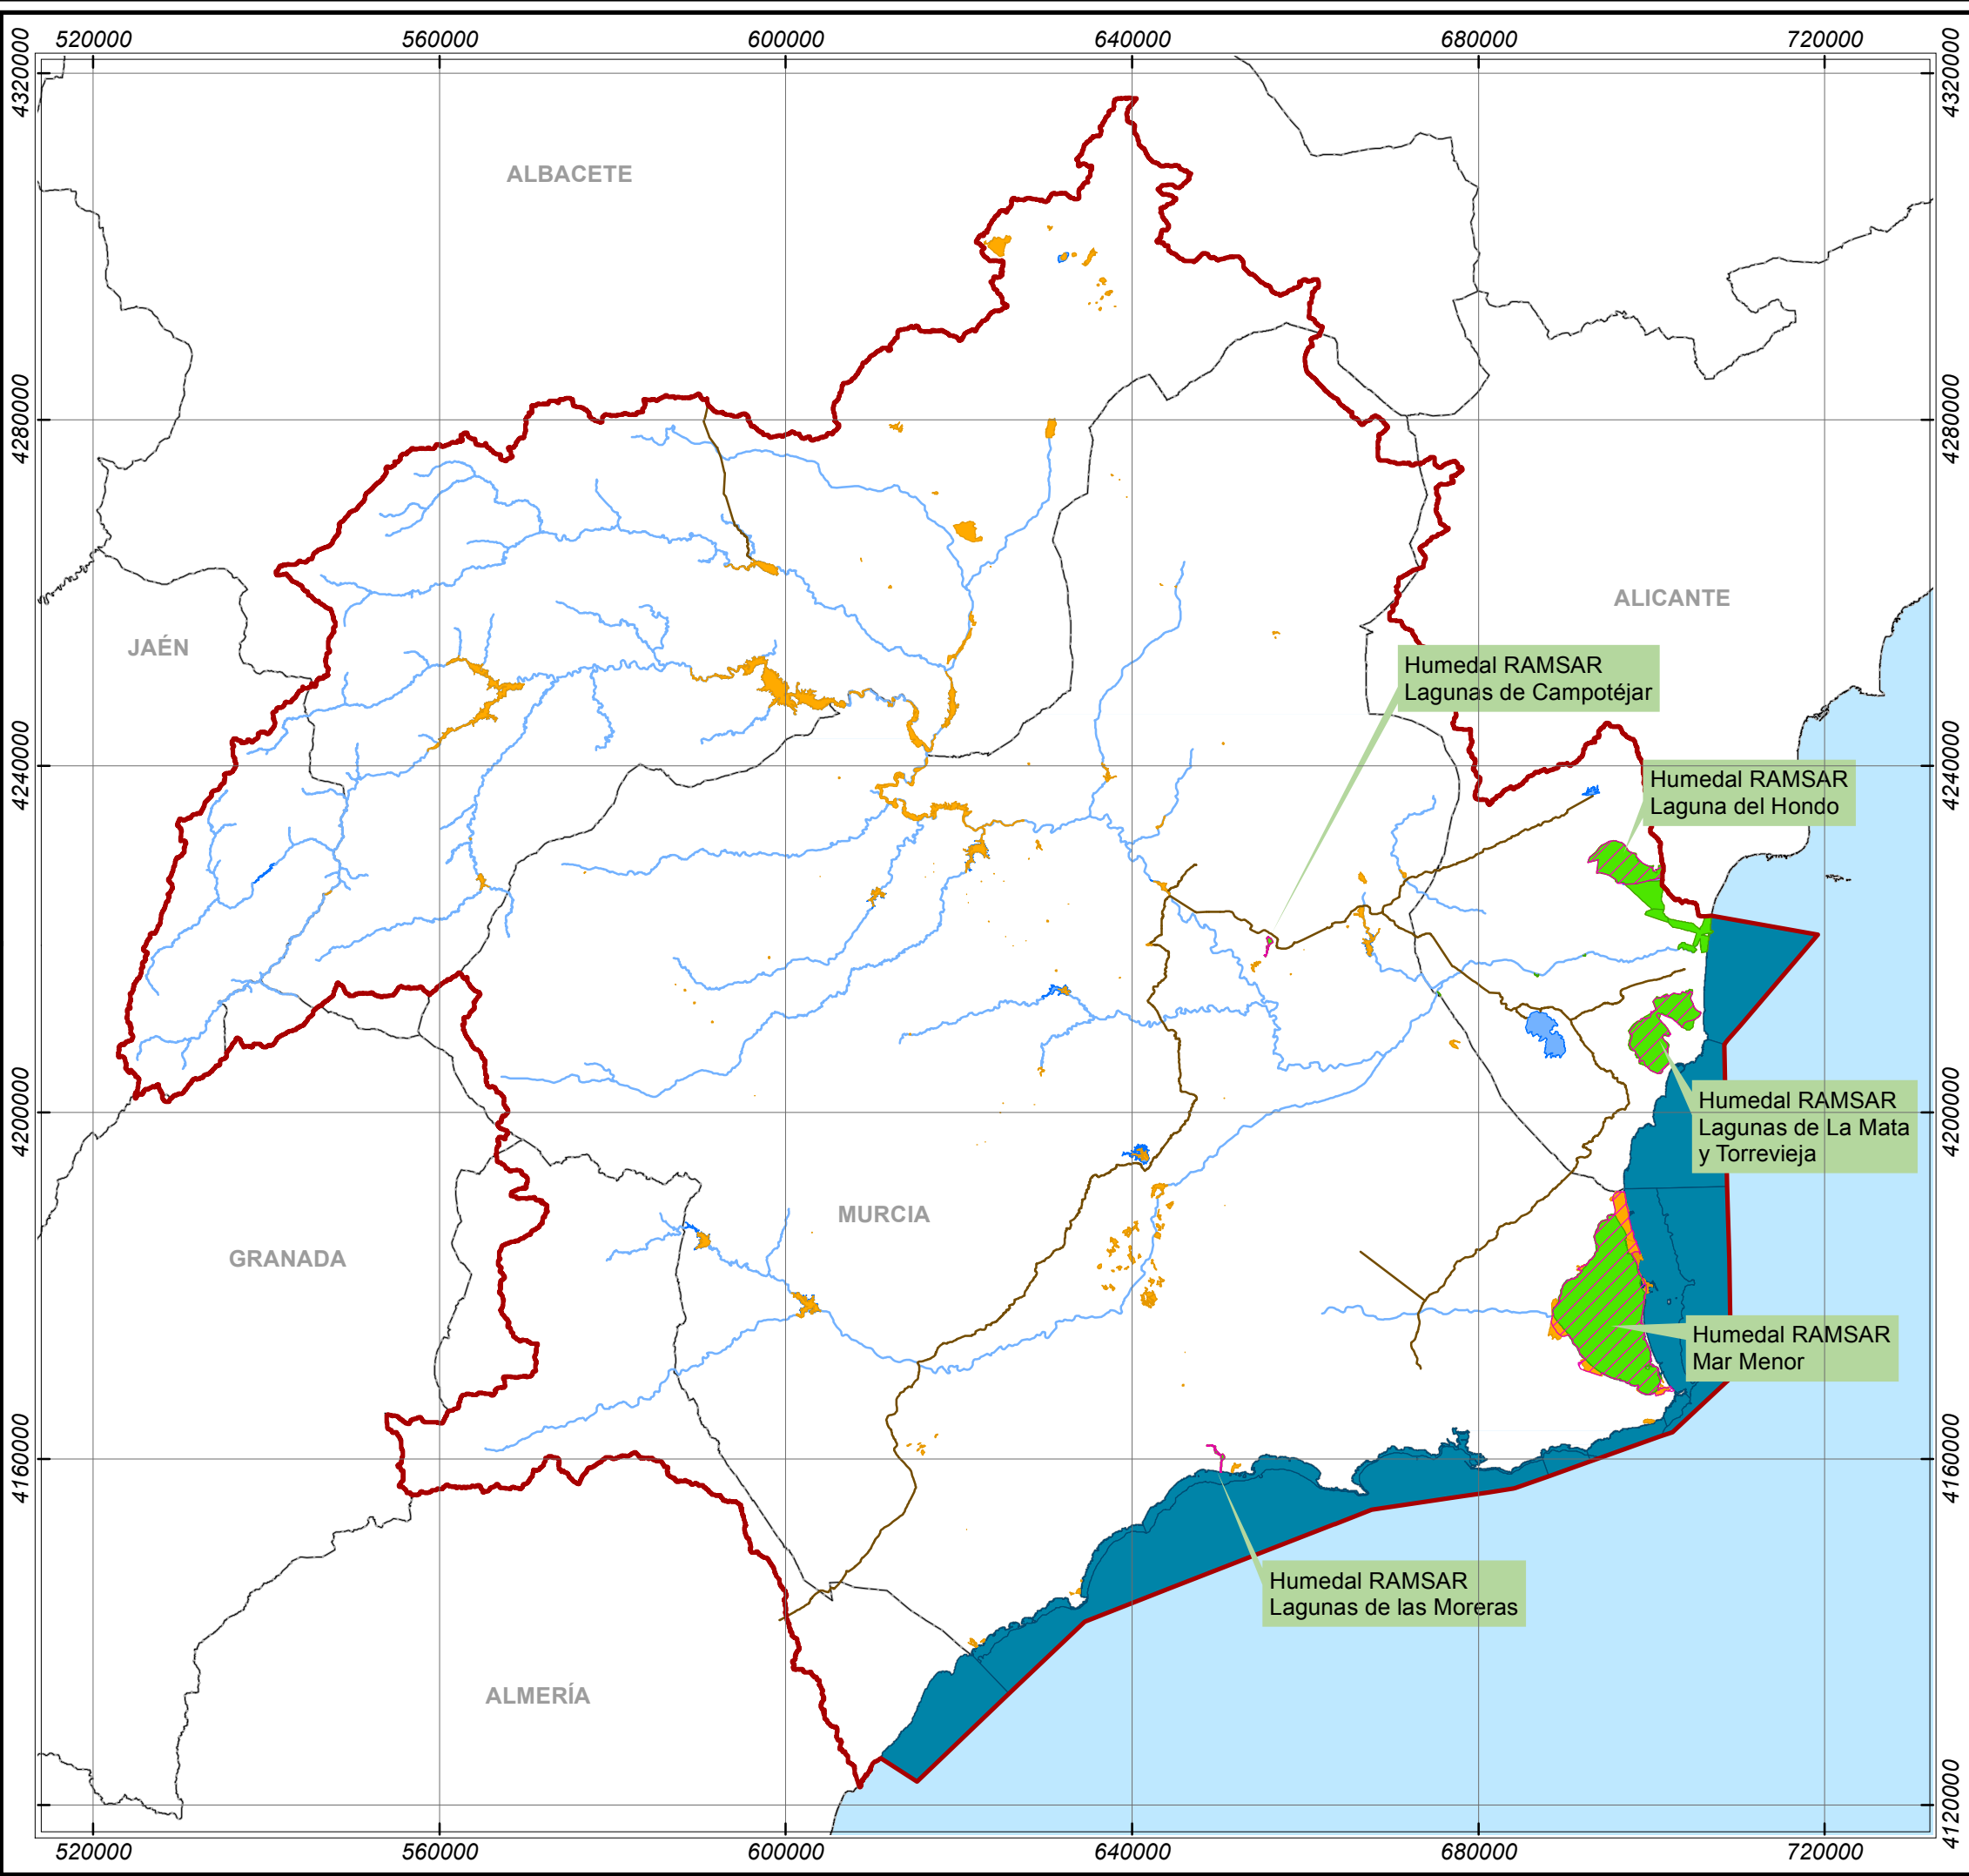 520000
560000
600000
640000
680000
720000
4320000
4320000
ALBACETE
4280000
4280000
ALICANTE
JAÉN
Humedal RAMSAR
Lagunas de Campotéjar
4240000
4240000
Humedal RAMSAR
Laguna del Hondo
4200000
4200000
Humedal RAMSAR
Lagunas de La Mata
y Torrevieja
MURCIA
GRANADA
Humedal RAMSAR
Mar Menor
4160000
4160000
Humedal RAMSAR
Lagunas de las Moreras
ALMERÍA
4120000
4120000
520000
560000
600000
640000
680000
720000